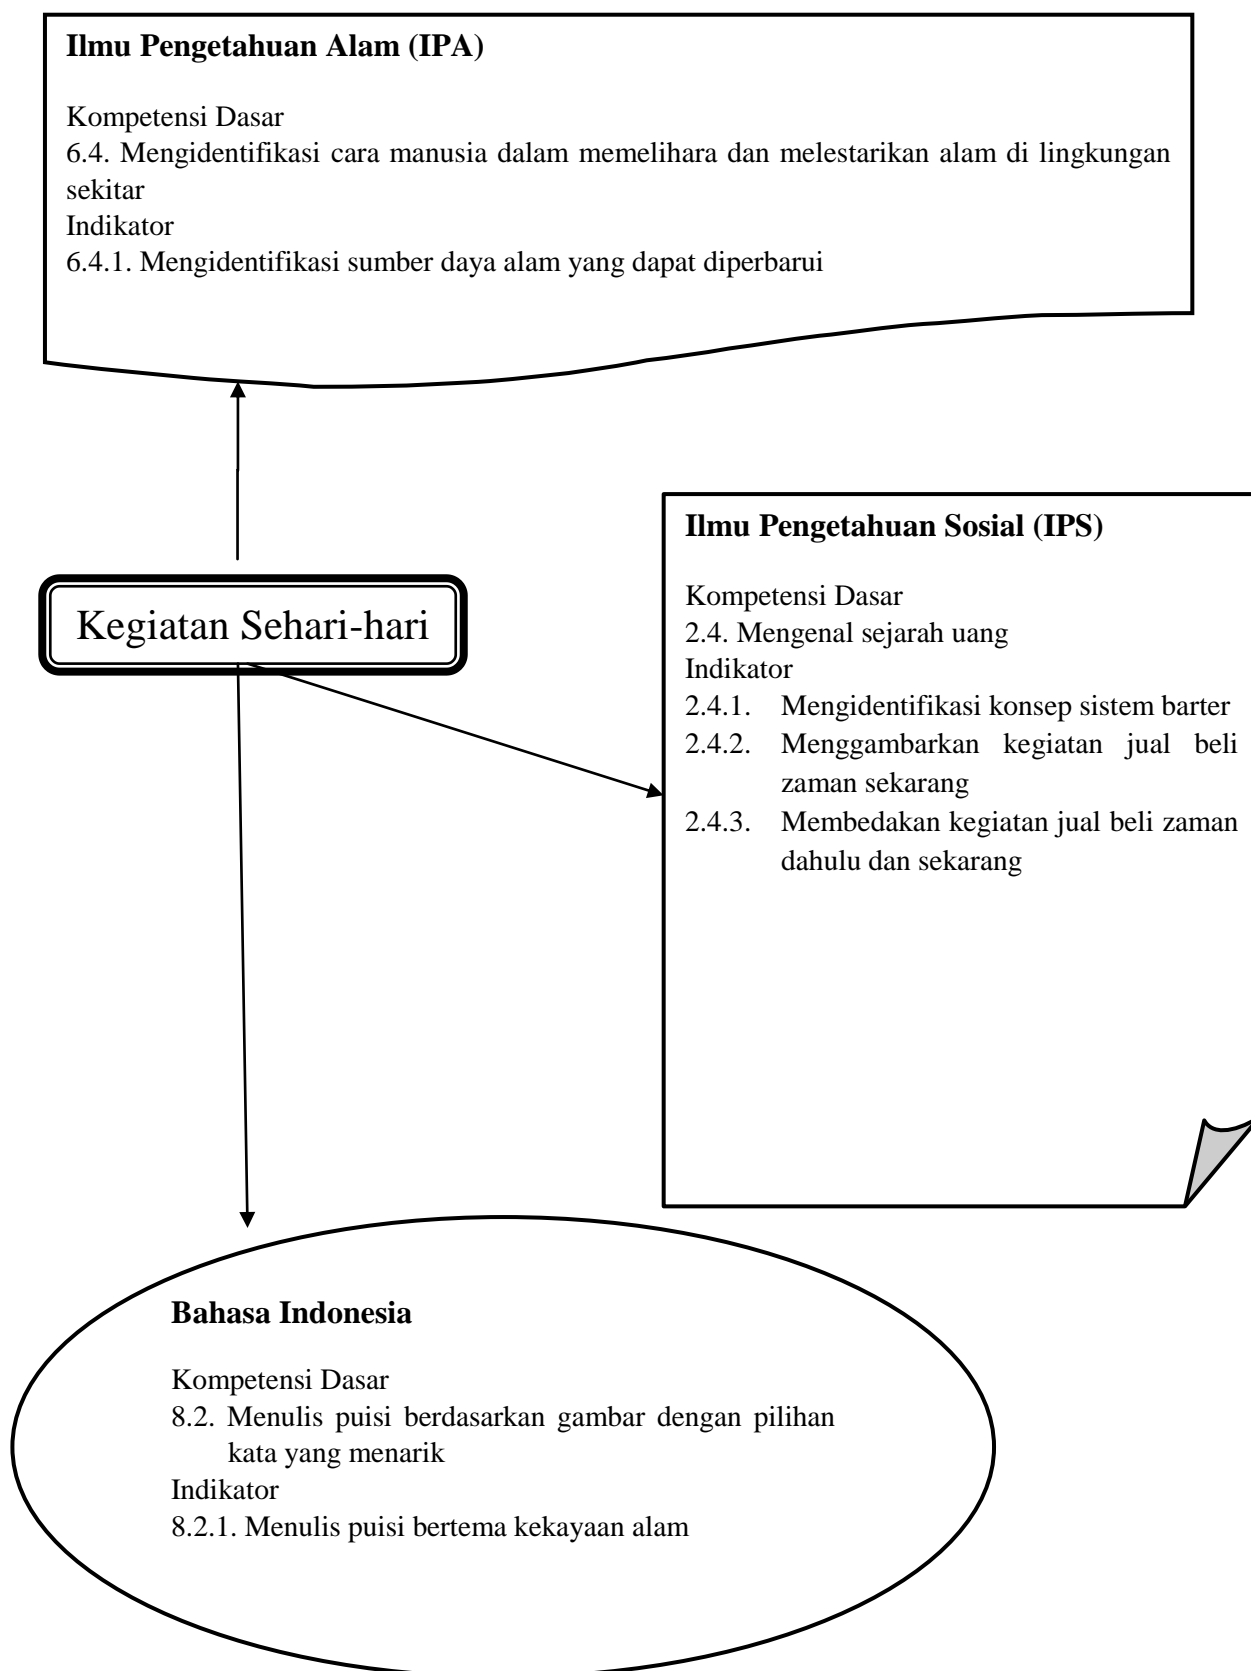 Ilmu Pengetahuan Alam (IPA)
Kompetensi Dasar
6.4. Mengidentifikasi cara manusia dalam memelihara dan melestarikan alam di lingkungan
sekitar
Indikator
6.4.1. Mengidentifikasi sumber daya alam yang dapat diperbarui
Kegiatan Sehari-hari
Ilmu Pengetahuan Sosial (IPS)
Kompetensi Dasar
2.4. Mengenal sejarah uang
Indikator
2.4.1. Mengidentifikasi konsep sistem barter
2.4.2. Menggambarkan kegiatan jual beli
zaman sekarang
2.4.3. Membedakan kegiatan jual beli zaman
dahulu dan sekarang
Bahasa Indonesia
Kompetensi Dasar
8.2. Menulis puisi berdasarkan gambar dengan pilihan
kata yang menarik
Indikator
8.2.1. Menulis puisi bertema kekayaan alam